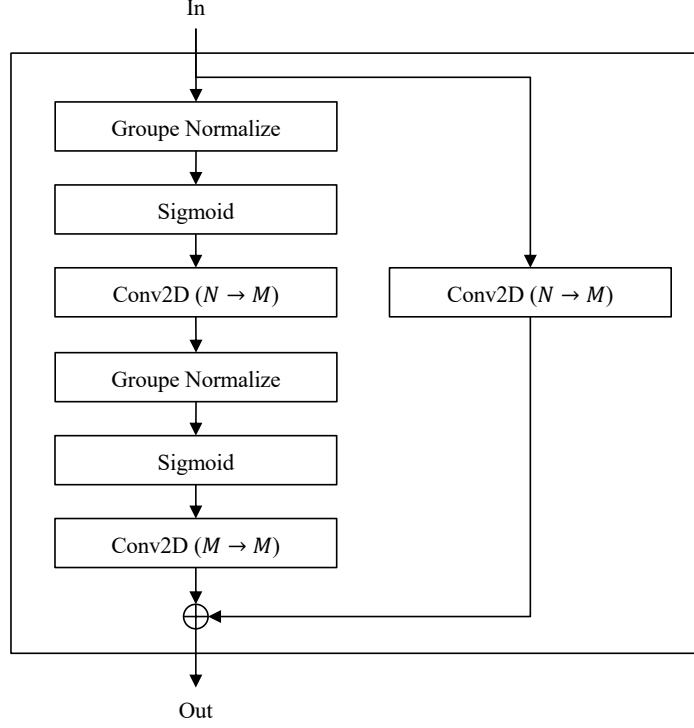 In
Groupe Normalize
Sigmoid
Conv2D (𝑁 → 𝑀)
Conv2D (𝑁 → 𝑀)
Groupe Normalize
Sigmoid
Conv2D (𝑀 → 𝑀)
Out